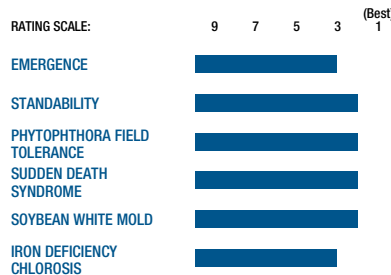 (Best)
RATING SCALE: 9 7 5 3 1
EMERGENCE
STANDABILITY
PHYTOPHTHORA FIELD
TOLERANCE
SUDDEN DEATH
SYNDROME
SOYBEAN WHITE MOLD
IRON DEFICIENCY
CHLOROSIS